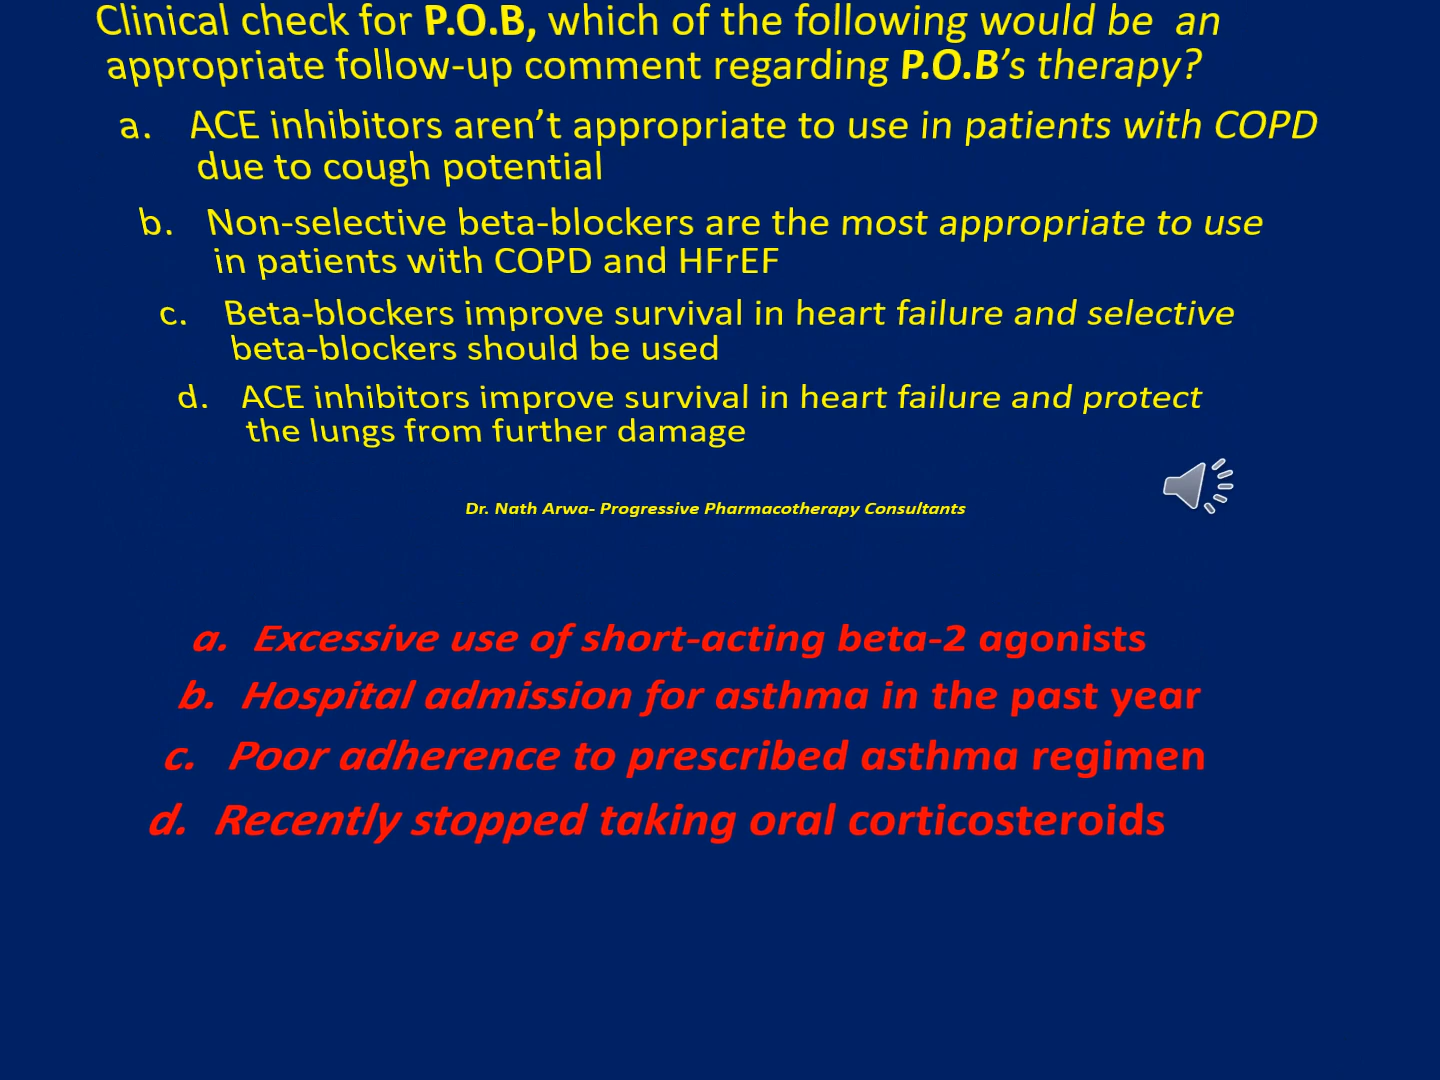 Clinical check for P.O.B, which of the following would be an
appropriate follow-up comment regarding P.O.B’s therapy?
a. ACE inhibitors aren’t appropriate to use in patients with COPD
due to cough potential
b. Non-selective beta-blockers are the most appropriate to use
in patients with COPD and HFrEF
c. Beta-blockers improve survival in heart failure and selective
beta-blockers should be used
d. ACE inhibitors improve survival in heart failure and protect
the lungs from further damage
Dr. Nath Arwa- Progressive Pharmacotherapy Consultants
a. Excessive use of short-acting beta-2 agonists
b. Hospital admission for asthma in the past year
c. Poor adherence to prescribed asthma regimen
d. Recently stopped taking oral corticosteroids